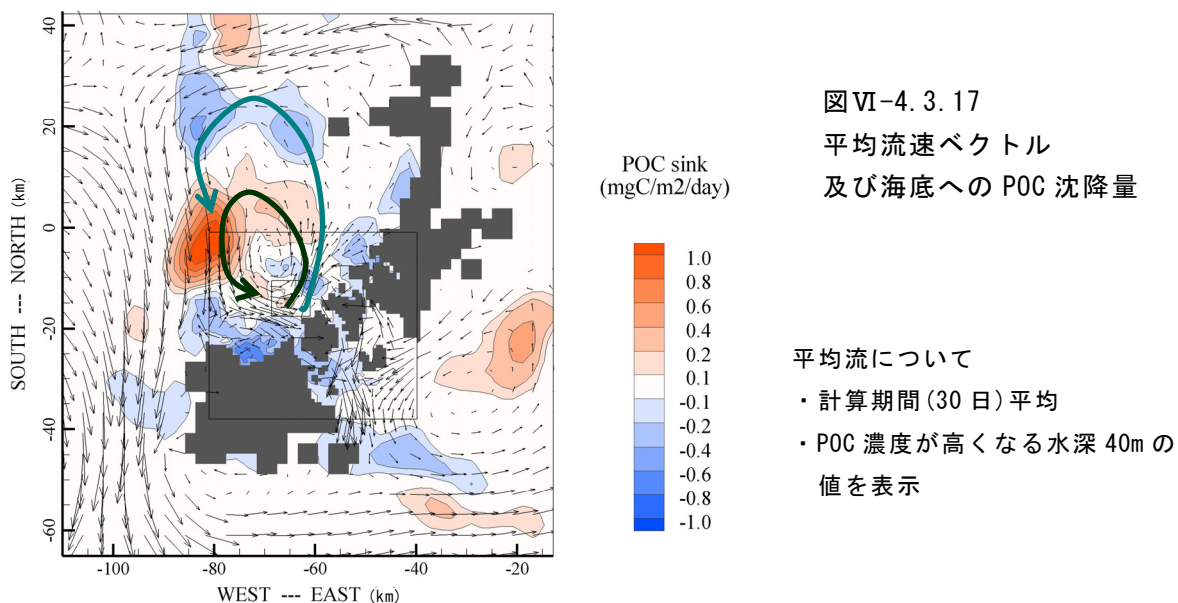 40
20
0
-20
-40
-60
SOUTH --- NORTH (km)
-100
-80
-60
-40
-20
WEST --- EAST (km)
POC sink
(mgC/m2/day)
1.0
0.8
0.6
0.4
0.2
0.1
-0.1
-0.2
-0.4
-0.6
-0.8
-1.0
図Ⅵ-4.3.17
平均流速ベクトル
及び海底への POC 沈降量
平均流について
・計算期間(30 日)平均
・POC 濃度が高くなる水深 40m の
値を表示